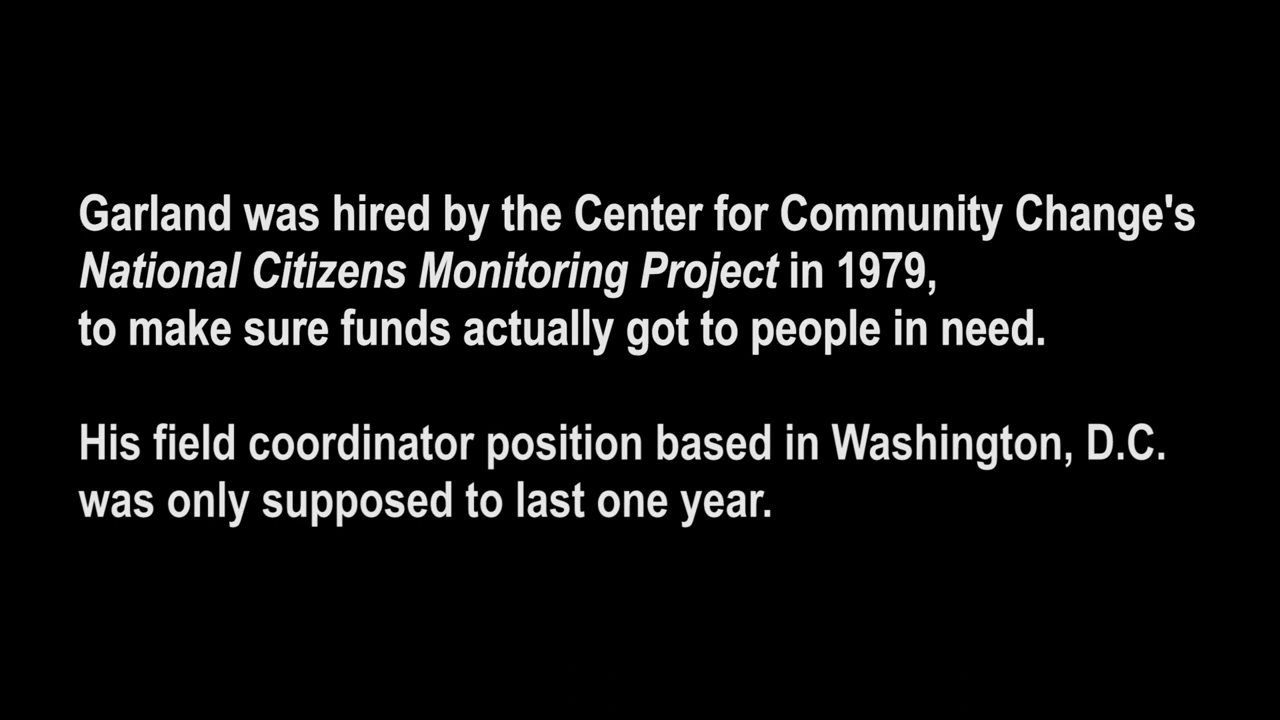 Garland was hired by the Center for Community Change's
National Citizens Monitoring Project in 1979,
to make sure funds actually got to people in need.
His field coordinator position based in Washington, D.C.
was only supposed to last one year.